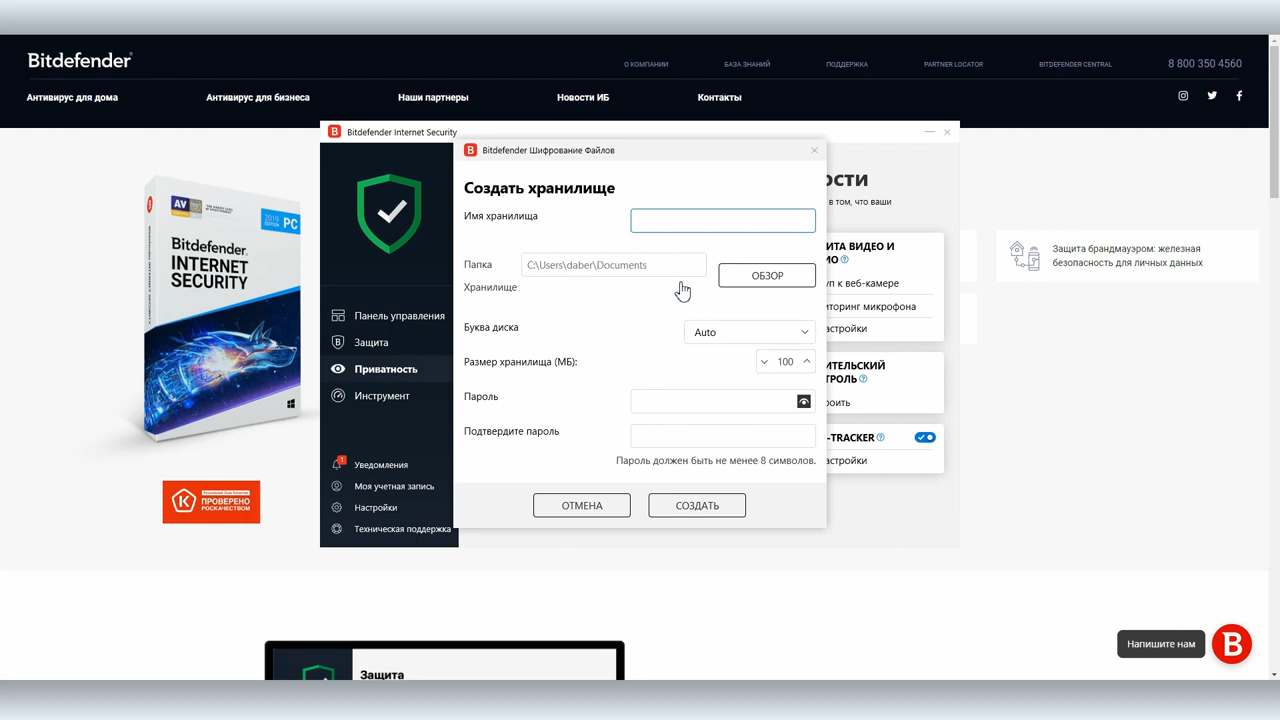 Bitdefender
О КОМПАНИИ
БАЗА ЗНАНИЙ
ПОДДЕРЖКА
PARTNER LOCATOR
BITDEFENDER CENTRAL
8 800 350 4560
Антивирус для дома
Антивирус для бизнеса
Наши партнеры
Новости ИБ
Контакты
B Bitdefender Internet Security
B Bitdefender Шифрование Файлов
Создать хранилище
Имя хранилища
Папка
Хранилище
C:\Users\daber\Documents
ОБЗОР
Буква диска
Auto
Размер хранилища (МБ):
100
Пароль
Подтвердите пароль
Пароль должен быть не менее 8 символов.
ОТМЕНА
СОЗДАТЬ
Панель управления
Защита
Приватность
Инструмент
1
Уведомления
Моя учетная запись
Настройки
Техническая поддержка
ости
в том, что ваши
ИТА ВИДЕО И
ИО
уп к веб-камере
иторинг микрофона
астройки
ИТЕЛЬСКИЙ
ТРОЛЬ
роить
-TRACKER
астройки
Защита брандмауэром: железная
безопасность для личных данных
AV
2019
EDITION
PC
Bitdefender
INTERNET
SECURITY
ПРОВЕРЕНО
РОСКАЧЕСТВОМ
Защита
Напишите нам
B